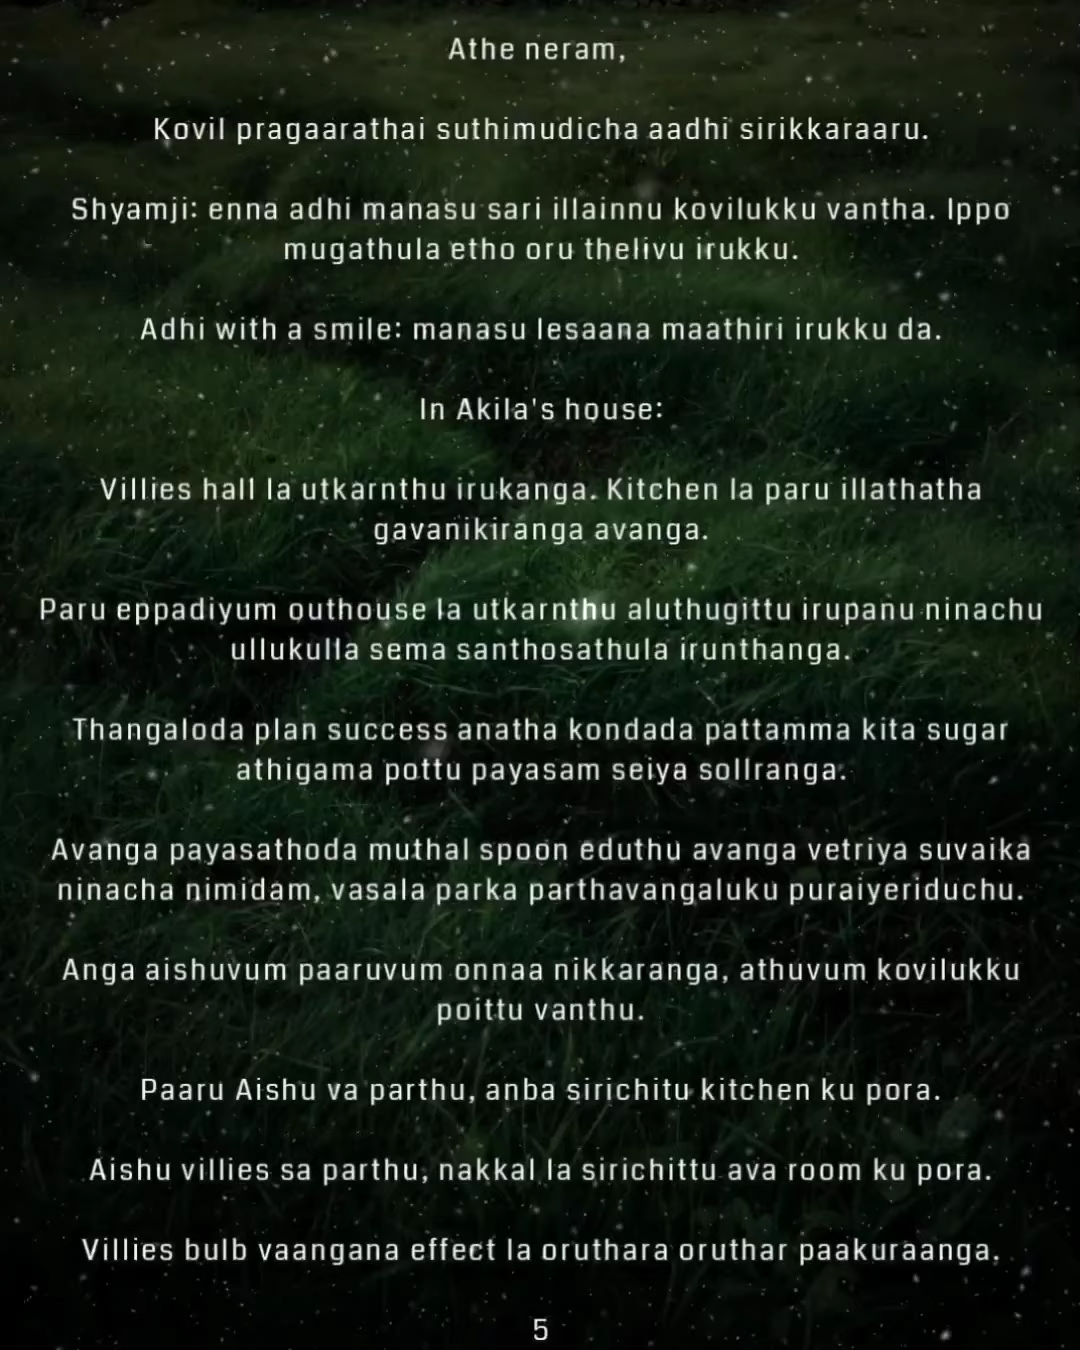 Athe neram,
Kovil pragaarathai suthimudicha aadhi sirikkaraaru.
Shyamji: enna adhi manasu sari illainnu kovilukku vantha. Ippo
mugathula etho oru thelivu irukku.
Adhi with a smile: manasu lesaana maathiri irukku da.
In Akila's house:
Villies hall la utkarnthu irukanga. Kitchen la paru illathatha
gavanikiranga avanga.
Paru eppadiyum outhouse la utkarnthu aluthugittu irupanu ninachu
ullukulla sema santhosathula irunthanga.
Thangaloda plan success anatha kondada pattamma kita sugar
athigama pottu payasam seiya sollranga.
Avanga payasathoda muthal spoon eduthu avanga vetriya suvaika
ninacha nimidam, vasala parka parthavangaluku puraiyeriduchu.
Anga aishuvum paaruvum onnaa nikkaranga, athuvum kovilukku
poittu vanthu.
Paaru Aishu va parthu, anba sirichitu kitchen ku pora.
Aishu villies sa parthu, nakkal la sirichittu ava room ku pora.
Villies bulb vaangana effect la oruthara oruthar paakuraanga.
5